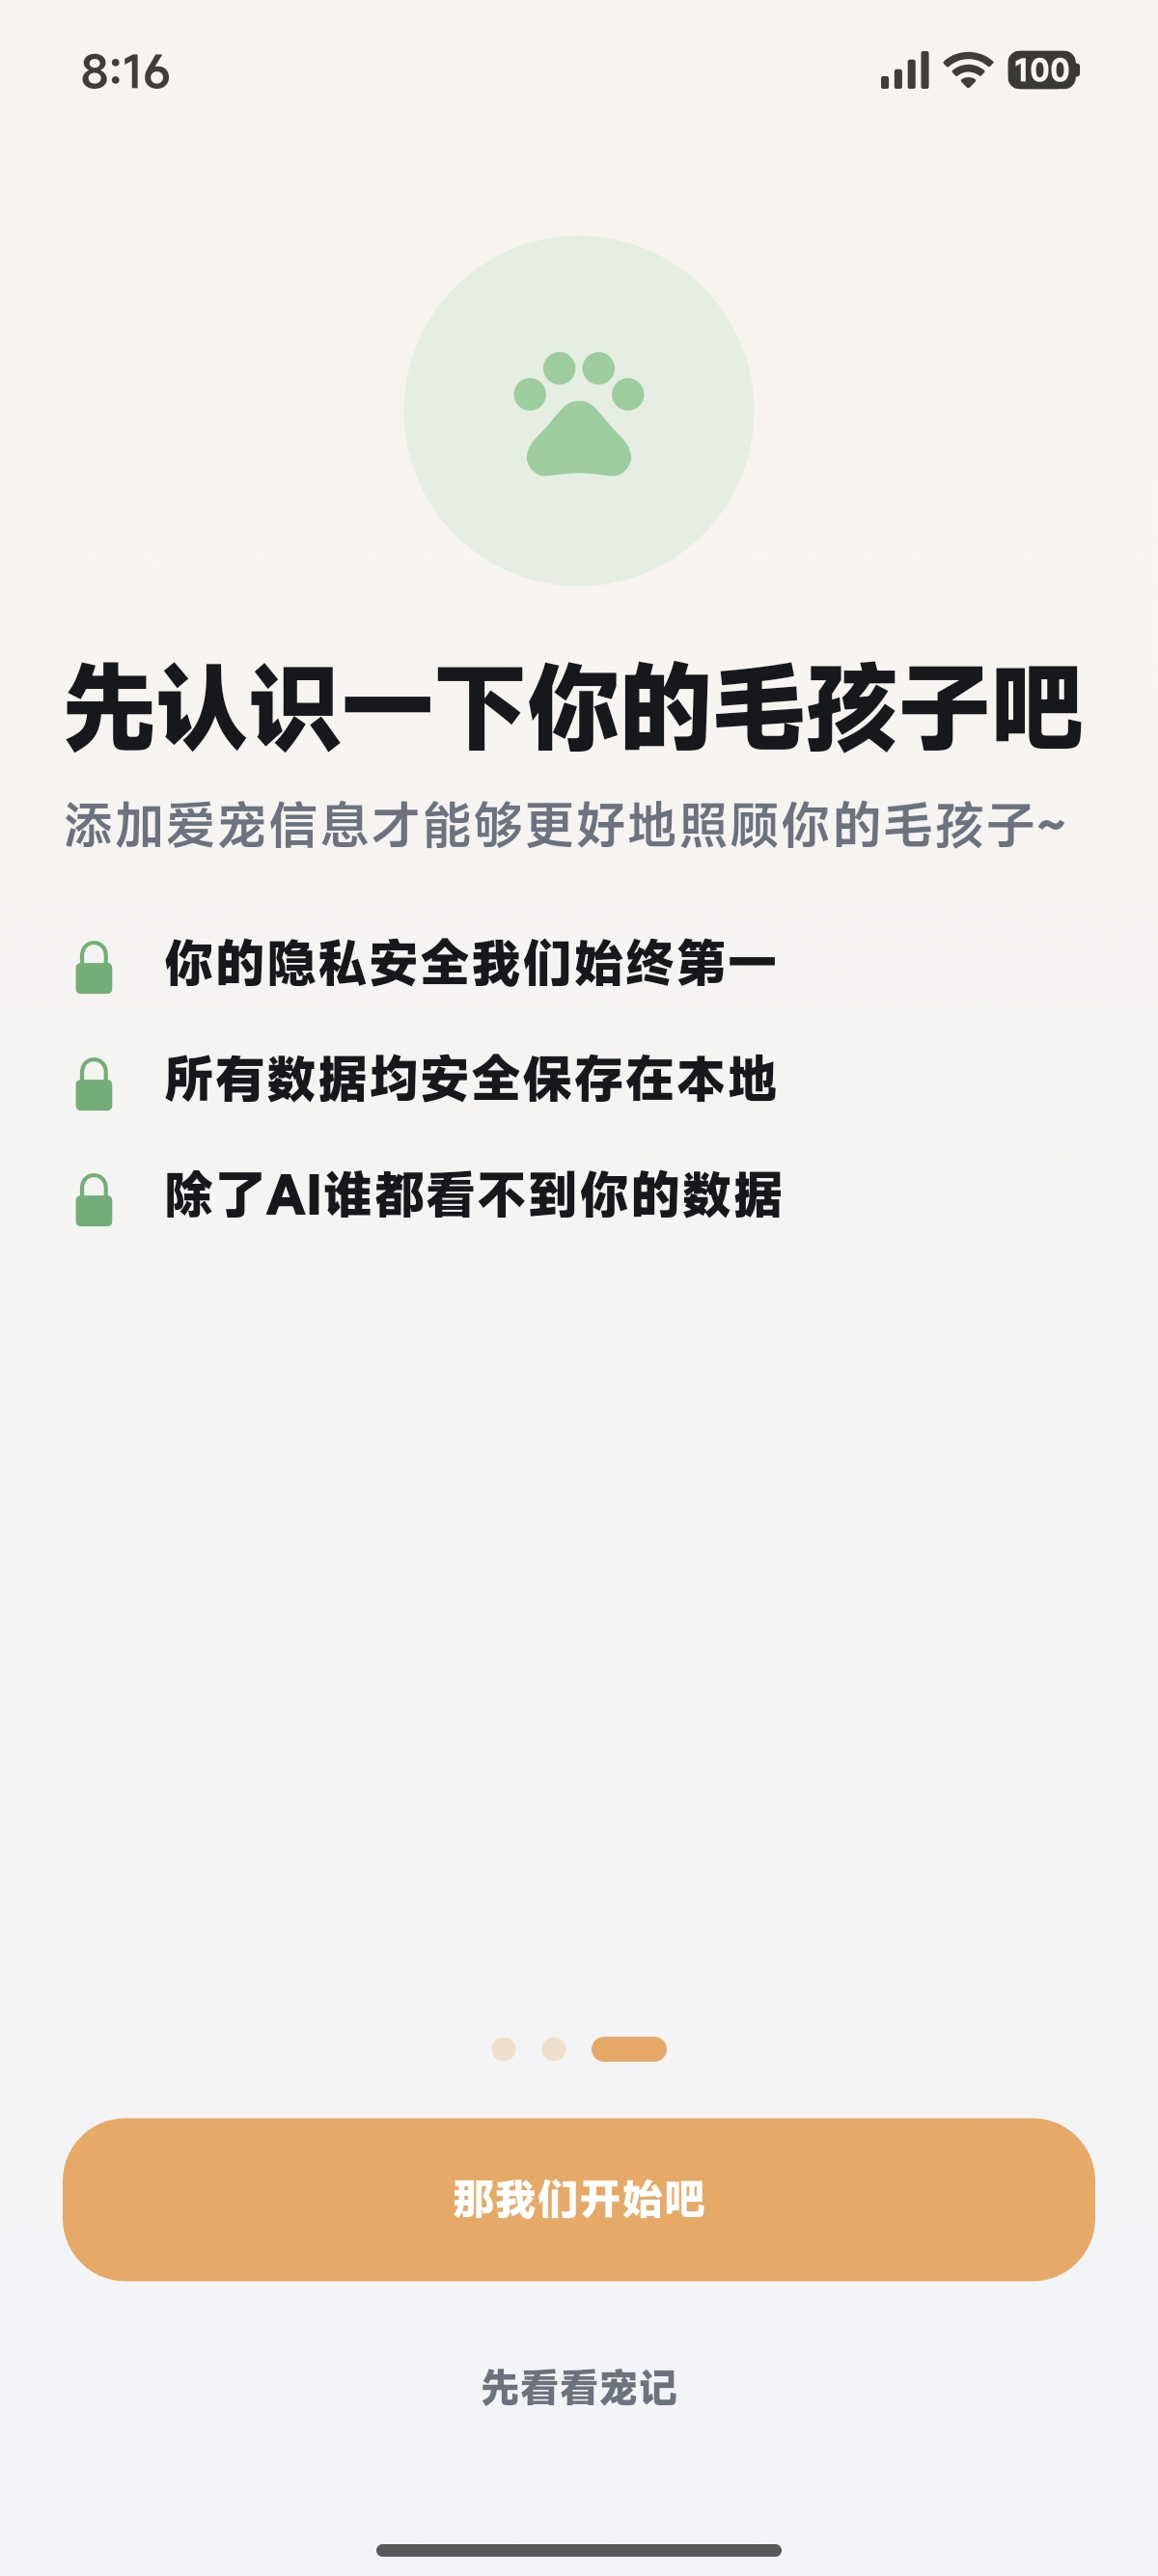 8:16
100
先认识一下你的毛孩子吧
添加爱宠信息才能够更好地照顾你的毛孩子~
你的隐私安全我们始终第一
所有数据均安全保存在本地
除了AI谁都看不到你的数据
那我们开始吧
先看看宠记